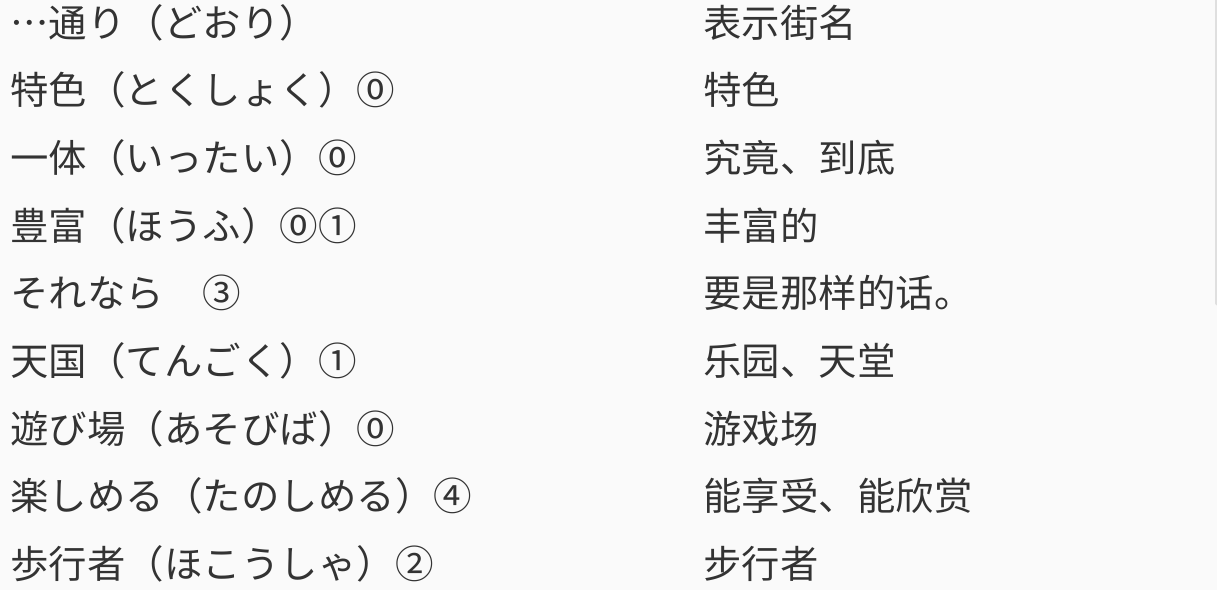 …通り（どおり） 表示街名
特色（とくしょく）⓪ 特色
一体（いったい）⓪ 究竟、到底
豊富（ほうふ）⓪① 丰富的
それなら　③ 要是那样的话。
天国（てんごく）① 乐园、天堂
遊び場（あそびば）⓪ 游戏场
楽しめる（たのしめる）④ 能享受、能欣赏
歩行者（ほこうしゃ）② 步行者